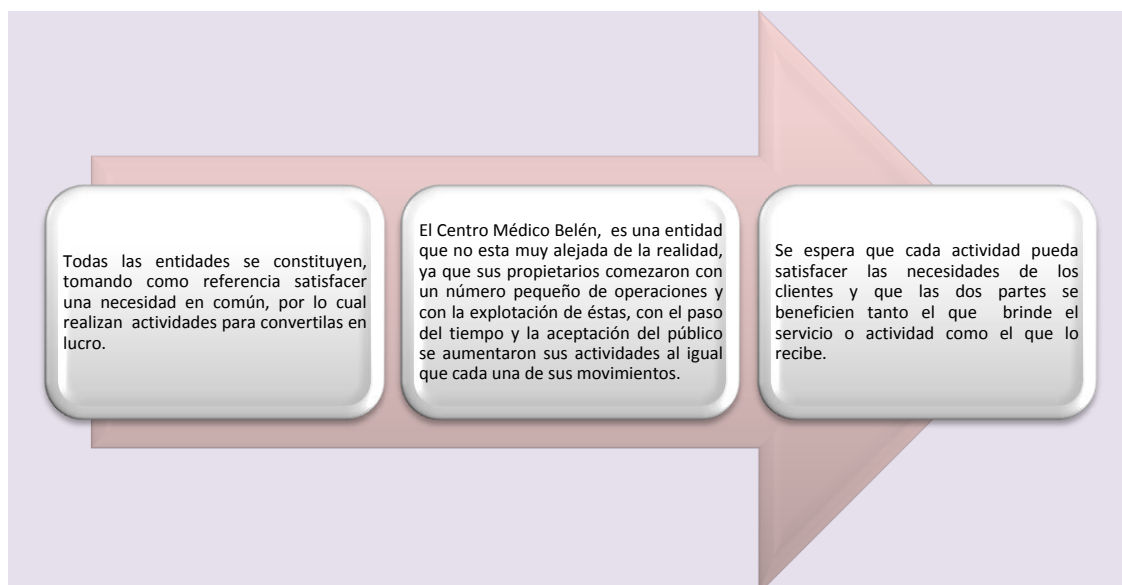 Todas las entidades se constituyen,
tomando como referencia satisfacer
una necesidad en común, por lo cual
realizan actividades para convertilas en
lucro.
El Centro Médico Belén, es una entidad
que no esta muy alejada de la realidad,
ya que sus propietarios comezaron con
un número pequeño de operaciones y
con la explotación de éstas, con el paso
del tiempo y la aceptación del público
se aumentaron sus actividades al igual
que cada una de sus movimientos.
Se espera que cada actividad pueda
satisfacer las necesidades de los
clientes y que las dos partes se
beneficien tanto el que brinde el
servicio o actividad como el que lo
recibe.